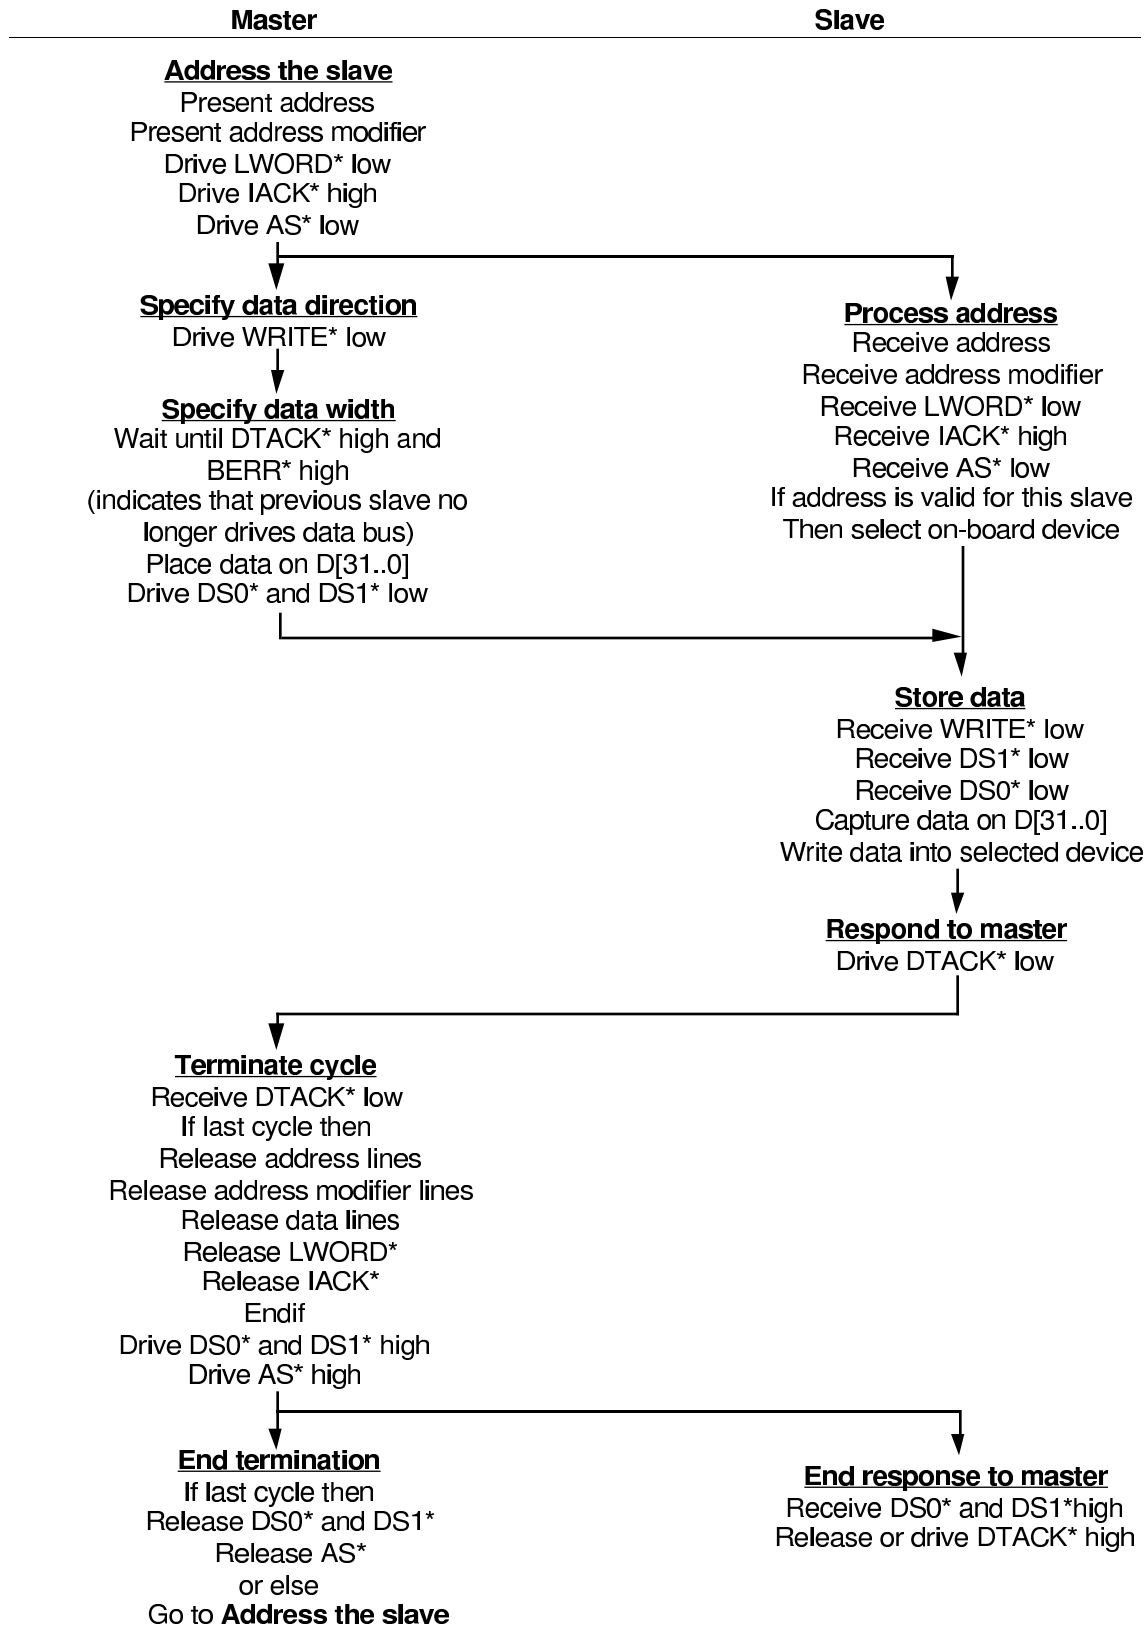 Master
Slave
Address the slave
Present address
Present address modifier
Drive LWORD* low
Drive IACK* high
Drive AS* low
Specify data direction
Drive WRITE* low
Specify data width
Wait until DTACK* high and
BERR* high
(indicates that previous slave no
longer drives data bus)
Place data on D[31..0]
Drive DS0* and DS1* low
Process address
Receive address
Receive address modifier
Receive LWORD* low
Receive IACK* high
Receive AS* low
If address is valid for this slave
Then select on-board device
Store data
Receive WRITE* low
Receive DS1* low
Receive DS0* low
Capture data on D[31..0]
Write data into selected device
Respond to master
Drive DTACK* low
Terminate cycle
Receive DTACK* low
If last cycle then
Release address lines
Release address modifier lines
Release data lines
Release LWORD*
Release IACK*
Endif
Drive DS0* and DS1* high
Drive AS* high
End termination
If last cycle then
Release DS0* and DS1*
Release AS*
or else
Go to Address the slave
End response to master
Receive DS0* and DS1*high
Release or drive DTACK* high